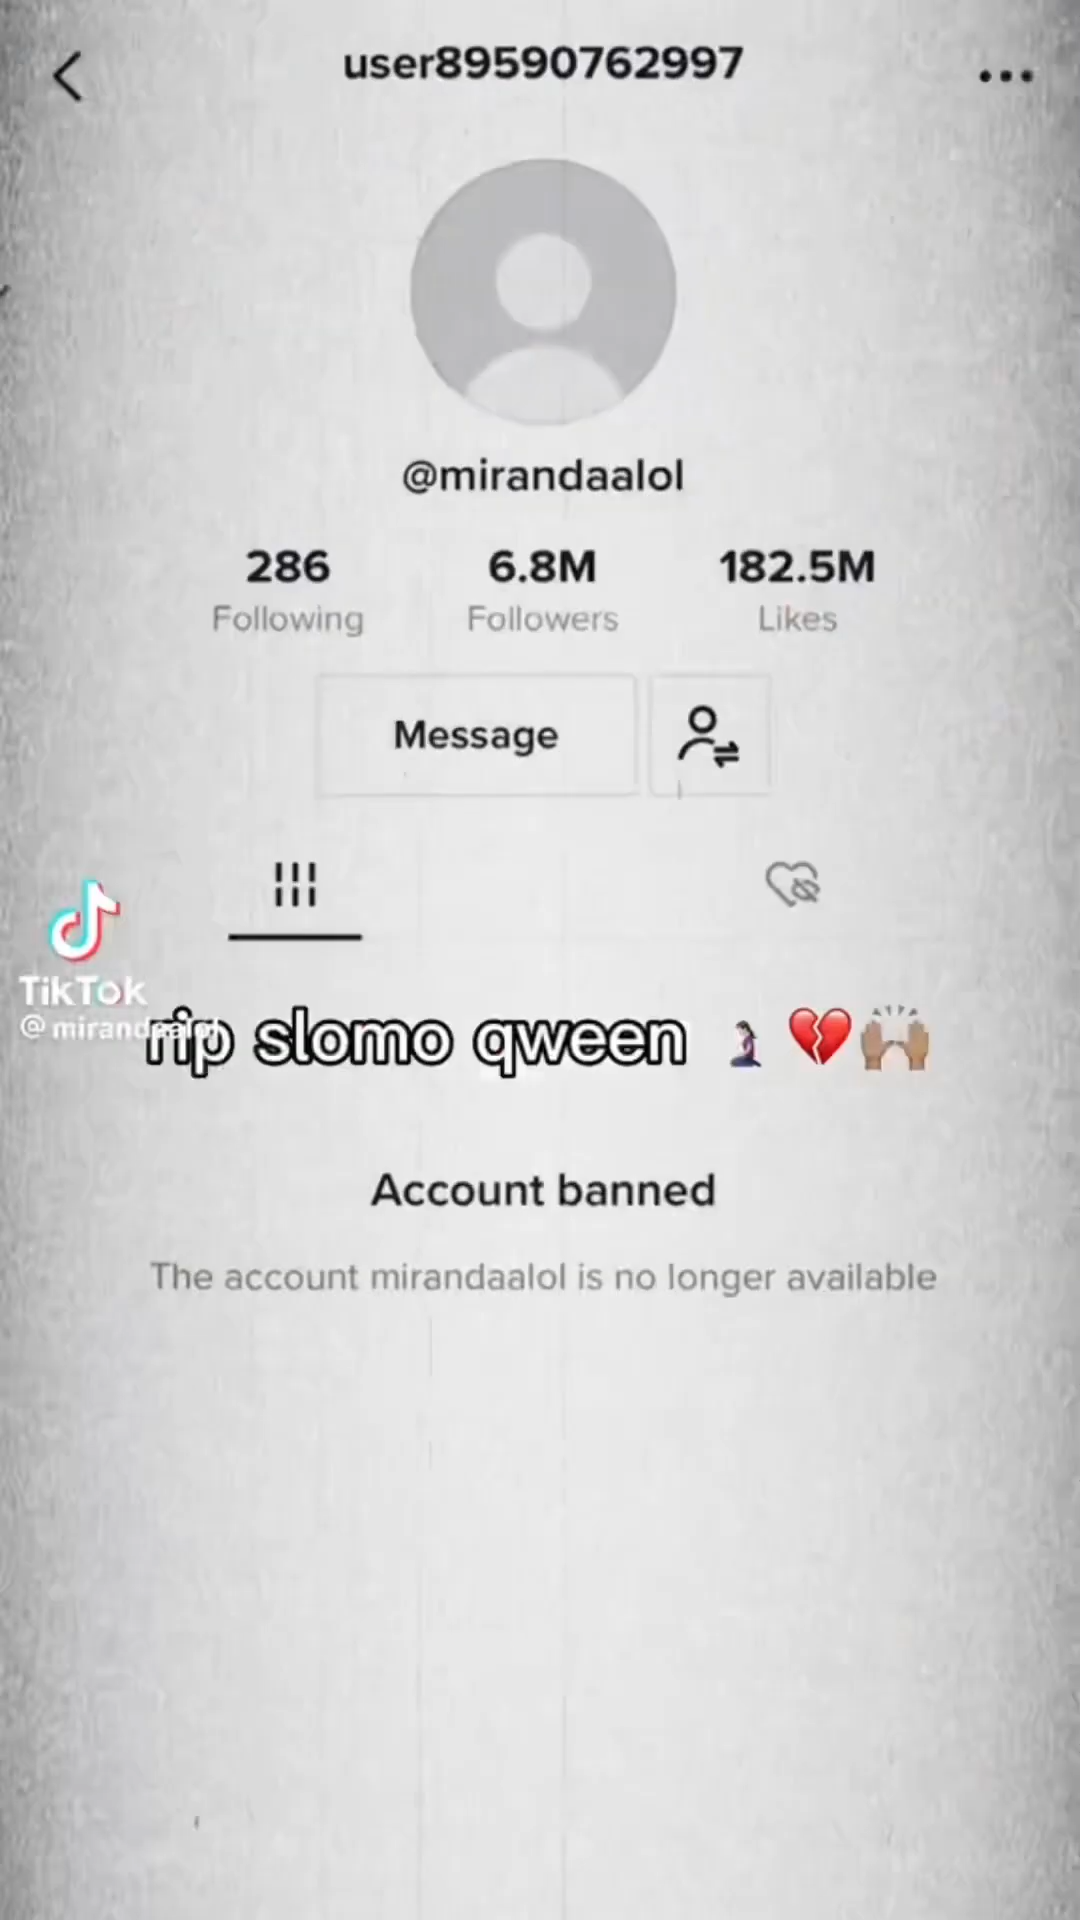 user89590762997
@mirandaalol
286 6.8M 182.5M
Following Followers Likes
Message
TikTok
@mirandaalol
rip slomo qween 🧎🏻‍♀️ 💔🙌🏽
Account banned
The account mirandaalol is no longer available